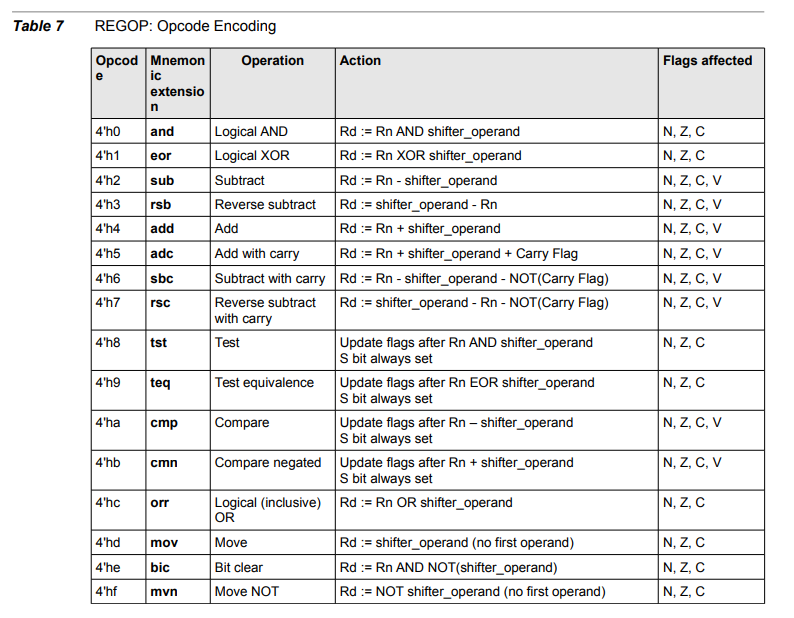 Table 7 REGOP: Opcode Encoding
Opcod
e
Mnemon
ic
extensio
n
Operation
Action
Flags affected
4'h0 and Logical AND Rd := Rn AND shifter_operand N, Z, C
4'h1 eor Logical XOR Rd := Rn XOR shifter_operand N, Z, C
4'h2 sub Subtract Rd := Rn - shifter_operand N, Z, C, V
4'h3 rsb Reverse subtract Rd := shifter_operand - Rn N, Z, C, V
4'h4 add Add Rd := Rn + shifter_operand N, Z, C, V
4'h5 adc Add with carry Rd := Rn + shifter_operand + Carry Flag N, Z, C, V
4'h6 sbc Subtract with carry Rd := Rn - shifter_operand - NOT(Carry Flag) N, Z, C, V
4'h7 rsc Reverse subtract Rd := shifter_operand - Rn - NOT(Carry Flag) N, Z, C, V
with carry
4'h8 tst Test Update flags after Rn AND shifter_operand N, Z, C
S bit always set
4'h9 teq Test equivalence Update flags after Rn EOR shifter_operand N, Z, C
S bit always set
4'ha cmp Compare Update flags after Rn – shifter_operand N, Z, C, V
S bit always set
4'hb cmn Compare negated Update flags after Rn + shifter_operand N, Z, C, V
S bit always set
4'hc orr Logical (inclusive) Rd := Rn OR shifter_operand N, Z, C
OR
4'hd mov Move Rd := shifter_operand (no first operand) N, Z, C
4'he bic Bit clear Rd := Rn AND NOT(shifter_operand) N, Z, C
4'hf mvn Move NOT Rd := NOT shifter_operand (no first operand) N, Z, C